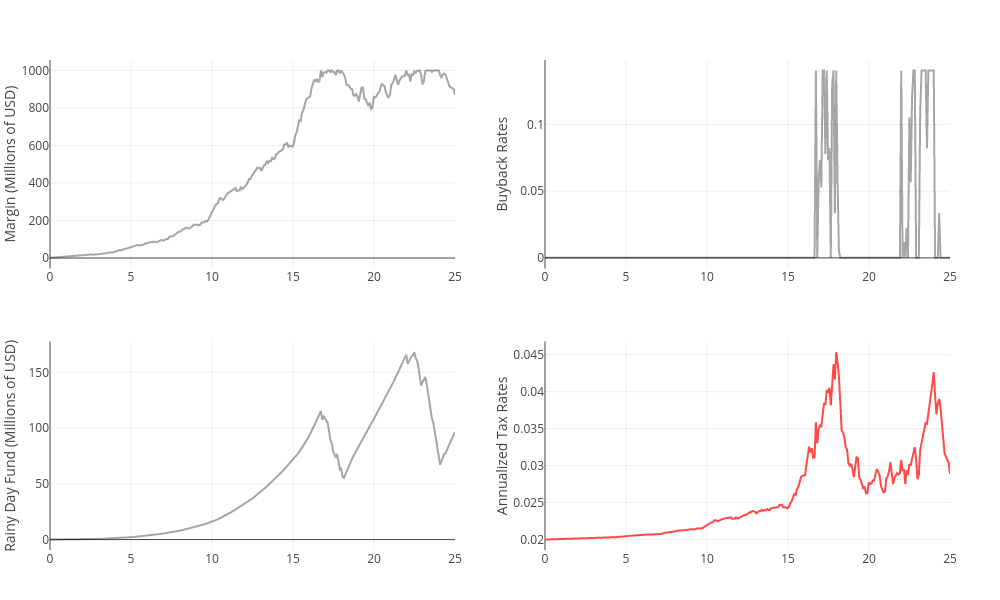 Margin (Millions of USD)
1000
800
600
400
200
0
0 5 10 15 20 25
Buyback Rates
0.1
0.05
0
0 5 10 15 20 25
Rainy Day Fund (Millions of USD)
150
100
50
0
0 5 10 15 20 25
Annualized Tax Rates
0.045
0.04
0.035
0.03
0.025
0.02
0 5 10 15 20 25